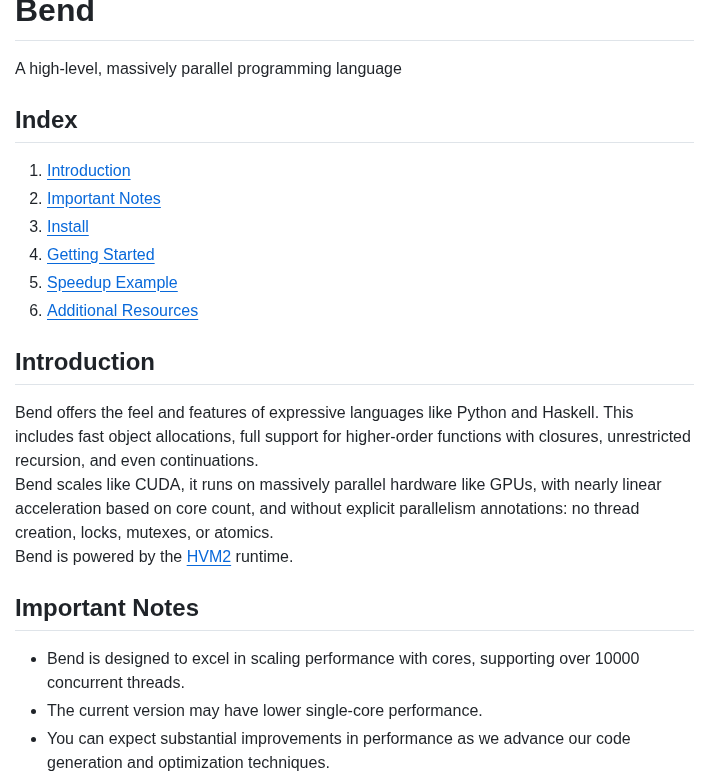 Bend
A high-level, massively parallel programming language
Index
1. Introduction
2. Important Notes
3. Install
4. Getting Started
5. Speedup Example
6. Additional Resources
Introduction
Bend offers the feel and features of expressive languages like Python and Haskell. This
includes fast object allocations, full support for higher-order functions with closures, unrestricted
recursion, and even continuations.
Bend scales like CUDA, it runs on massively parallel hardware like GPUs, with nearly linear
acceleration based on core count, and without explicit parallelism annotations: no thread
creation, locks, mutexes, or atomics.
Bend is powered by the HVM2 runtime.
Important Notes
• Bend is designed to excel in scaling performance with cores, supporting over 10000
concurrent threads.
• The current version may have lower single-core performance.
• You can expect substantial improvements in performance as we advance our code
generation and optimization techniques.